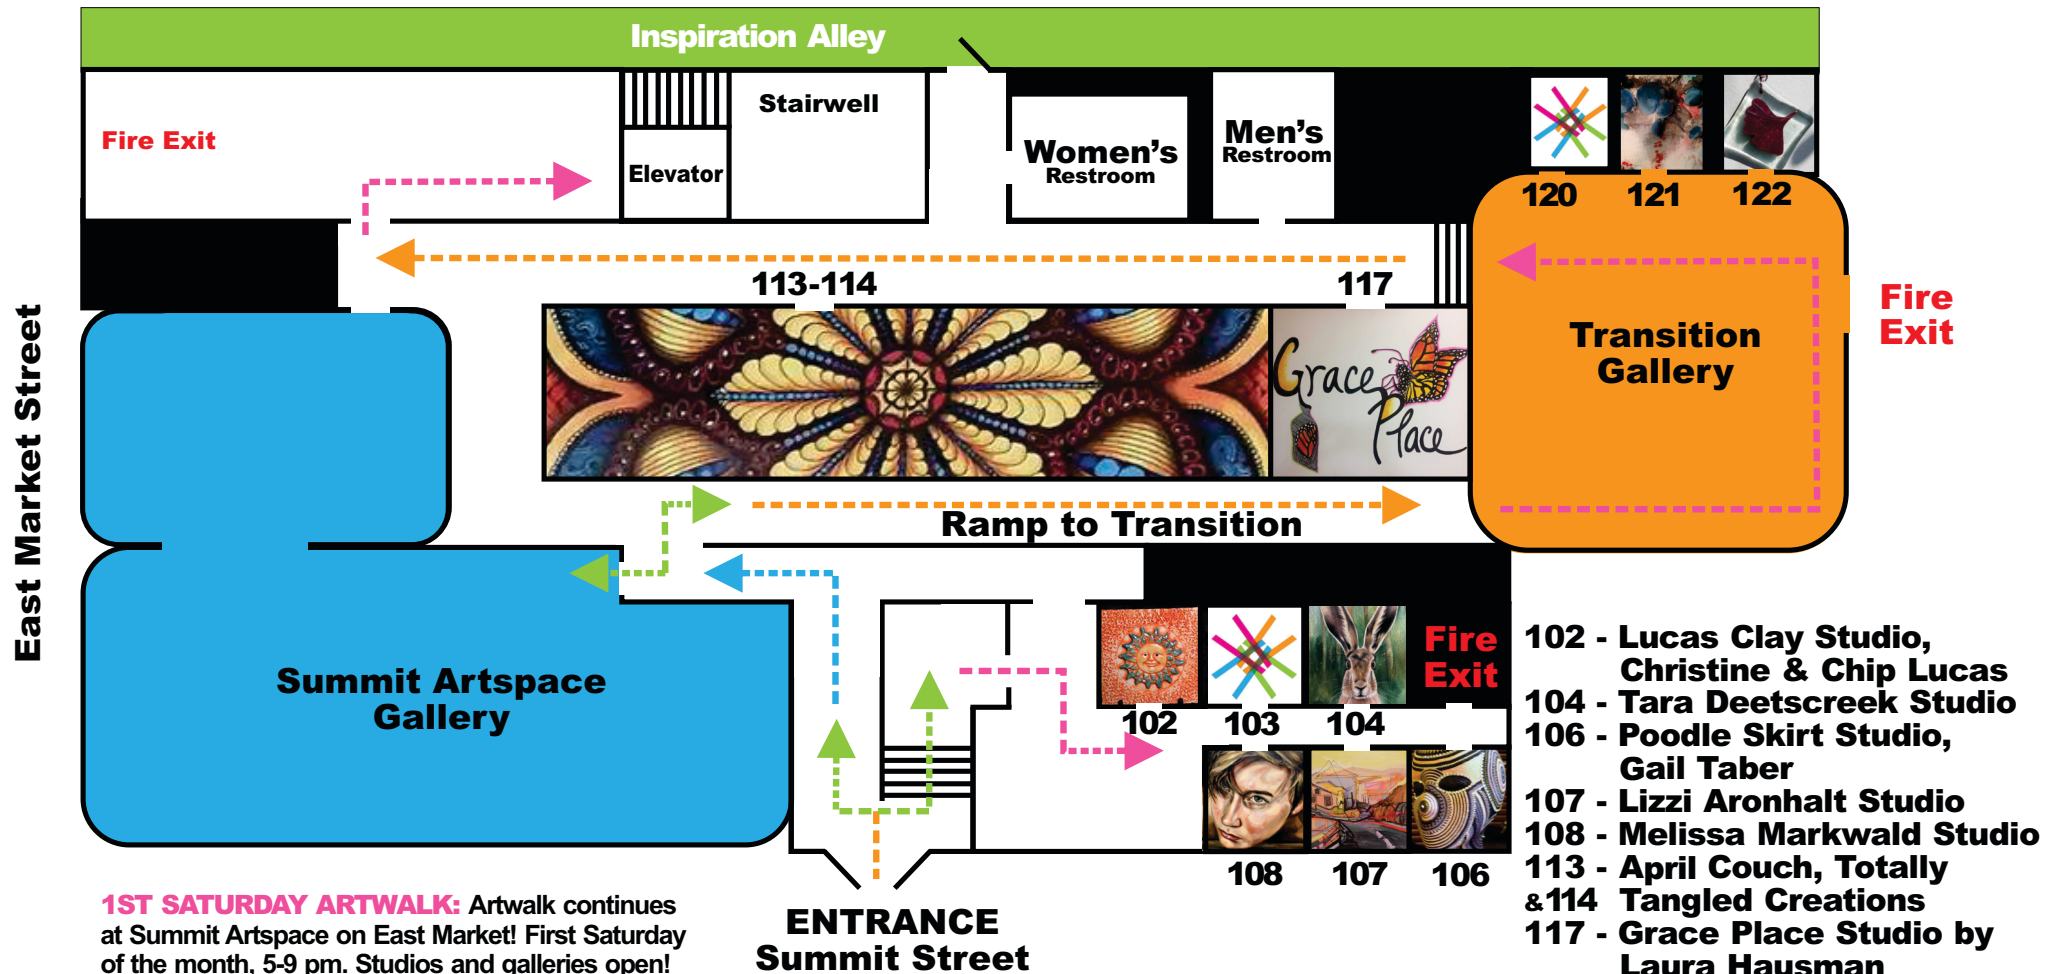 Inspiration Alley
Fire Exit
Elevator
Stairwell
Women's
Restroom
Men's
Restroom
120
121
122
113-114
117
Grace
Place
Transition
Gallery
Fire
Exit
East Market Street
Ramp to Transition
Summit Artspace
Gallery
102
103
104
Fire
Exit
108
107
106
ENTRANCE
Summit Street
1ST SATURDAY ARTWALK: Artwalk continues
at Summit Artspace on East Market! First Saturday
of the month, 5-9 pm. Studios and galleries open!
102 - Lucas Clay Studio,
Christine & Chip Lucas
104 - Tara Deetscreek Studio
106 - Poodle Skirt Studio,
Gail Taber
107 - Lizzi Aronhalt Studio
108 - Melissa Markwald Studio
113 - April Couch, Totally
&114 Tangled Creations
117 - Grace Place Studio by
Laura Hausman